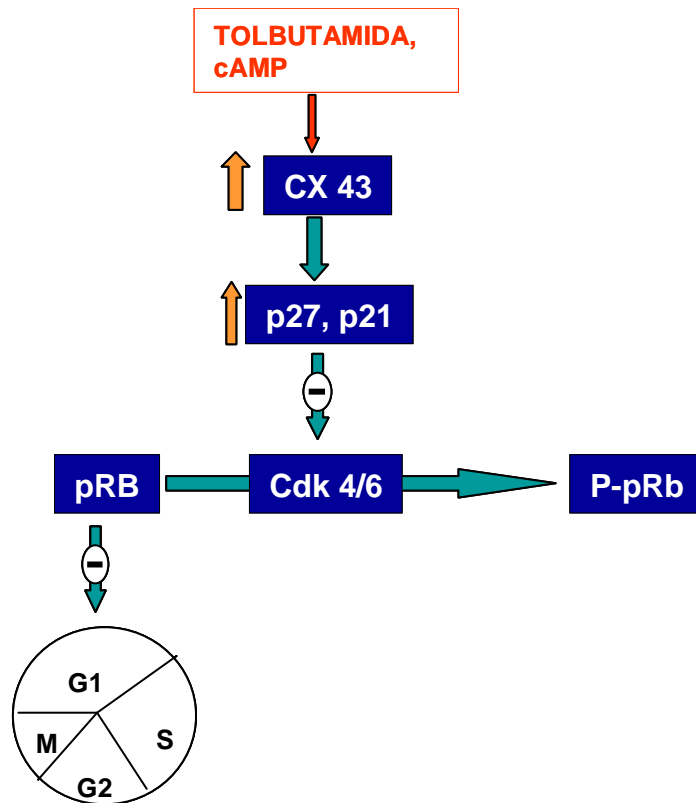 TOLBUTAMIDA,
cAMP
CX 43
p27, p21
–
pRB
Cdk 4/6
P-pRb
–
G1
M
S
G2